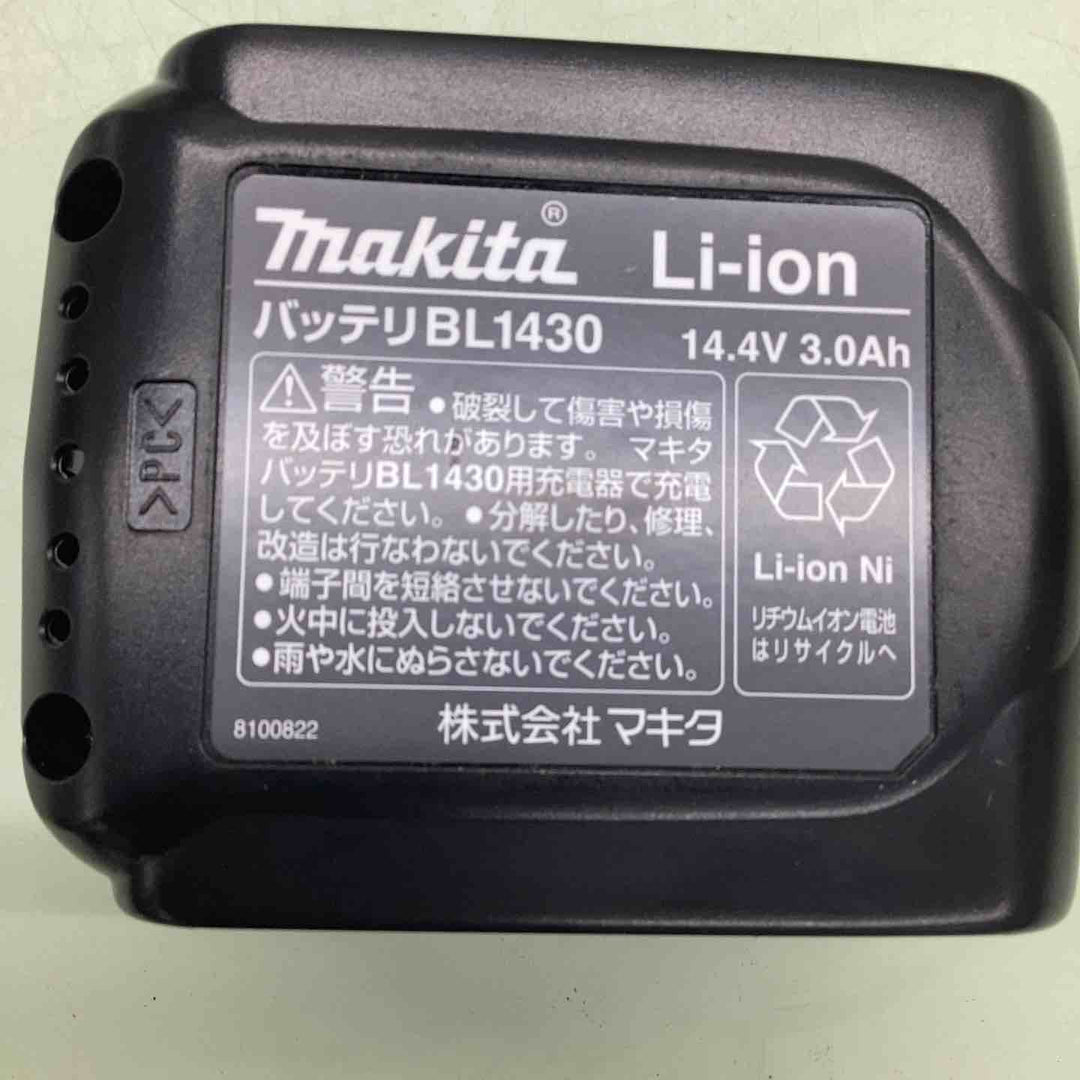 makita® Li-ion
バッテリBL1430 14.4V 3.0Ah
警告 ●破裂して傷害や損傷
を及ぼす恐れがあります。 マキタ
バッテリBL1430用充電器で充電
してください。●分解したり、修理、
改造は行なわないでください。
●端子間を短絡させないでください。
●火中に投入しないでください。
●雨や水にぬらさないでください。
Li-ion Ni
リチウムイオン電池
はリサイクルへ
8100822 株式会社マキタ
>PC<